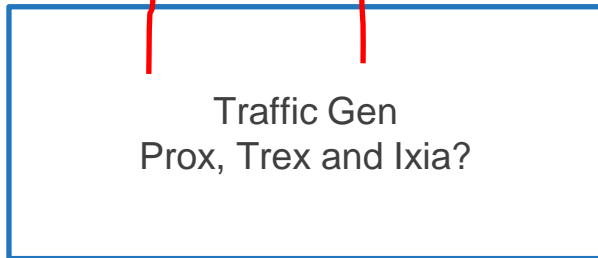 Traffic Gen
Prox, Trex and Ixia?